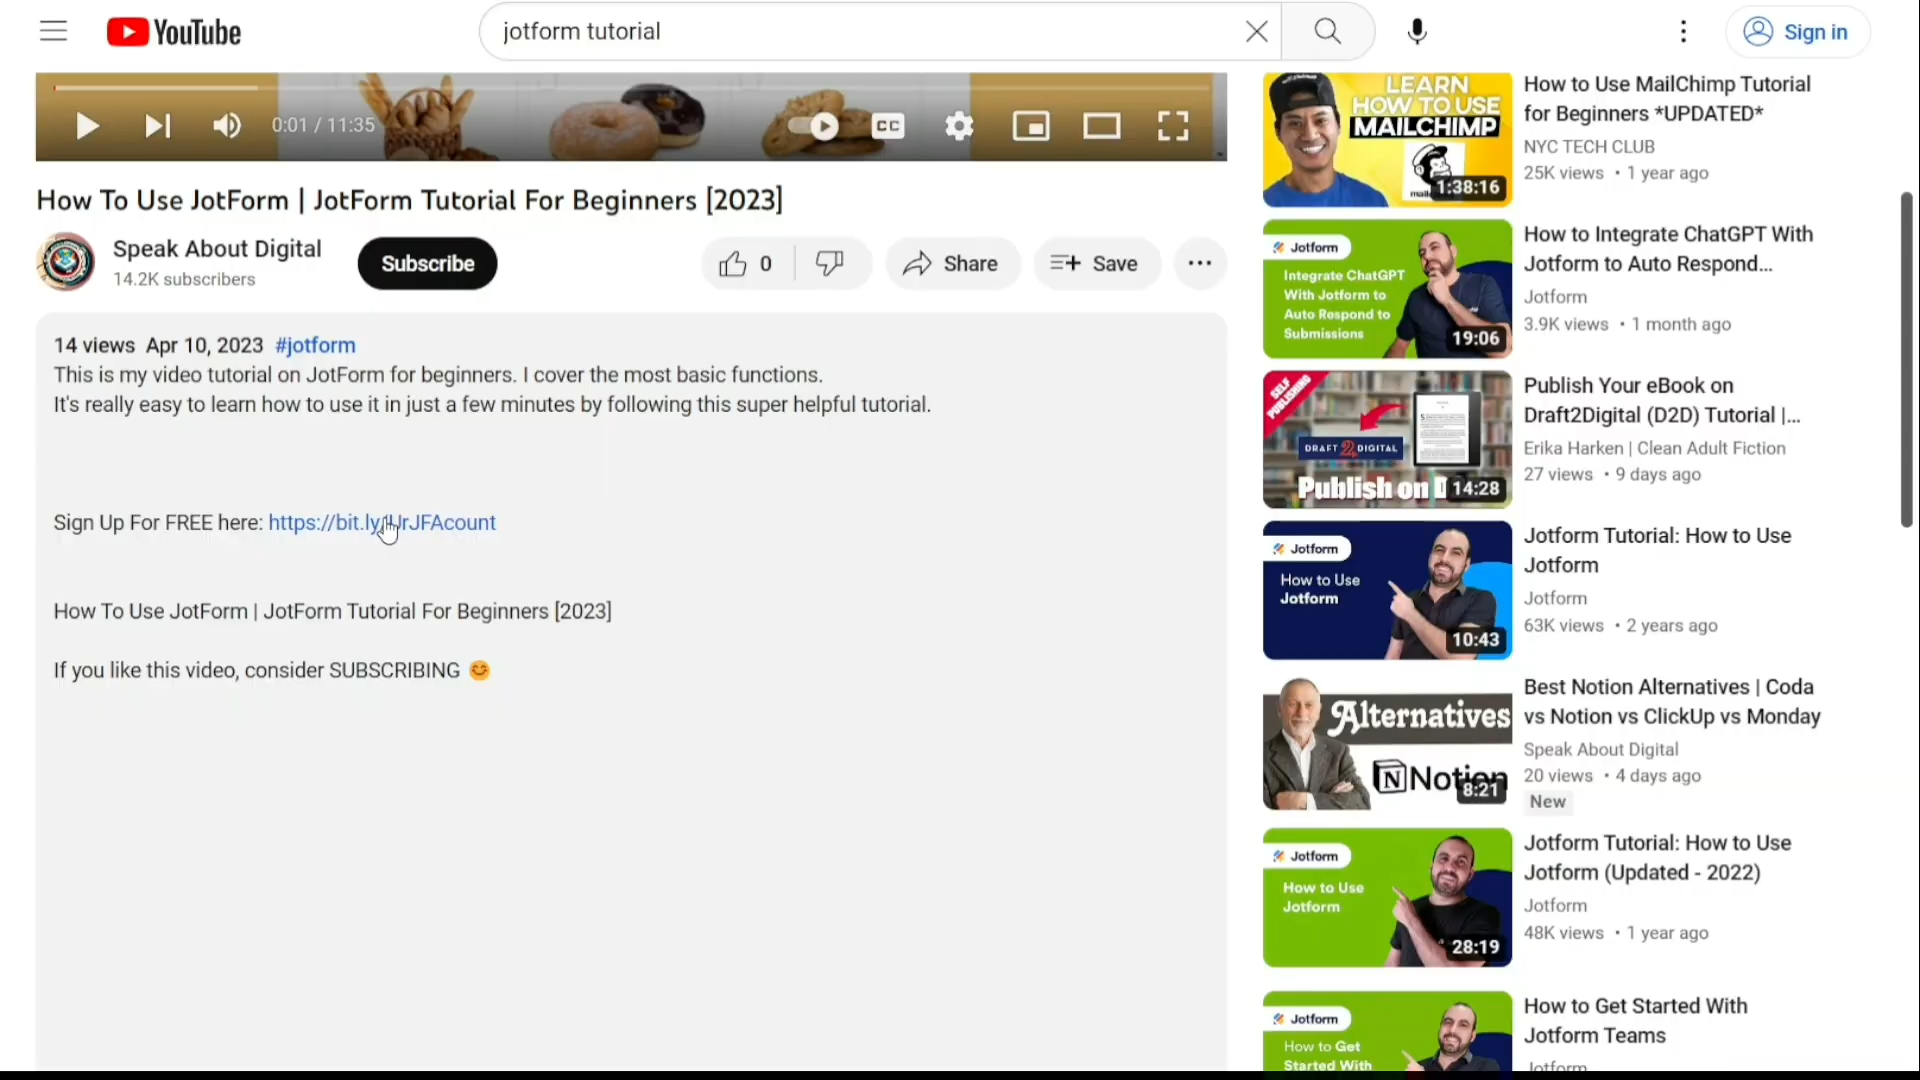 YouTube
jotform tutorial
Sign in
0:01 / 11:35
CC
How To Use JotForm | JotForm Tutorial For Beginners [2023]
Speak About Digital
14.2K subscribers
Subscribe
0
Share
Save
14 views Apr 10, 2023 #jotform
This is my video tutorial on JotForm for beginners. I cover the most basic functions.
It's really easy to learn how to use it in just a few minutes by following this super helpful tutorial.
Sign Up For FREE here: https://bit.ly/UrJFAcount
How To Use JotForm | JotForm Tutorial For Beginners [2023]
If you like this video, consider SUBSCRIBING 😊
LEARN
HOW TO USE
MAILCHIMP
1:38:16
How to Use MailChimp Tutorial
for Beginners *UPDATED*
NYC TECH CLUB
25K views • 1 year ago
Jotform
Integrate ChatGPT
With Jotform to
Auto Respond to
Submissions
19:06
How to Integrate ChatGPT With
Jotform to Auto Respond...
Jotform
3.9K views • 1 month ago
SELF
PUBLISHING
DRAFT 2 DIGITAL
Publish on
14:28
Publish Your eBook on
Draft2Digital (D2D) Tutorial |...
Erika Harken | Clean Adult Fiction
27 views • 9 days ago
Jotform
How to Use
Jotform
10:43
Jotform Tutorial: How to Use
Jotform
Jotform
63K views • 2 years ago
Alternatives
Notion
8:21
Best Notion Alternatives | Coda
vs Notion vs ClickUp vs Monday
Speak About Digital
20 views • 4 days ago
New
Jotform
How to Use
Jotform
28:19
Jotform Tutorial: How to Use
Jotform (Updated - 2022)
Jotform
48K views • 1 year ago
Jotform
How to Get
Started With
How to Get Started With
Jotform Teams
Jotform